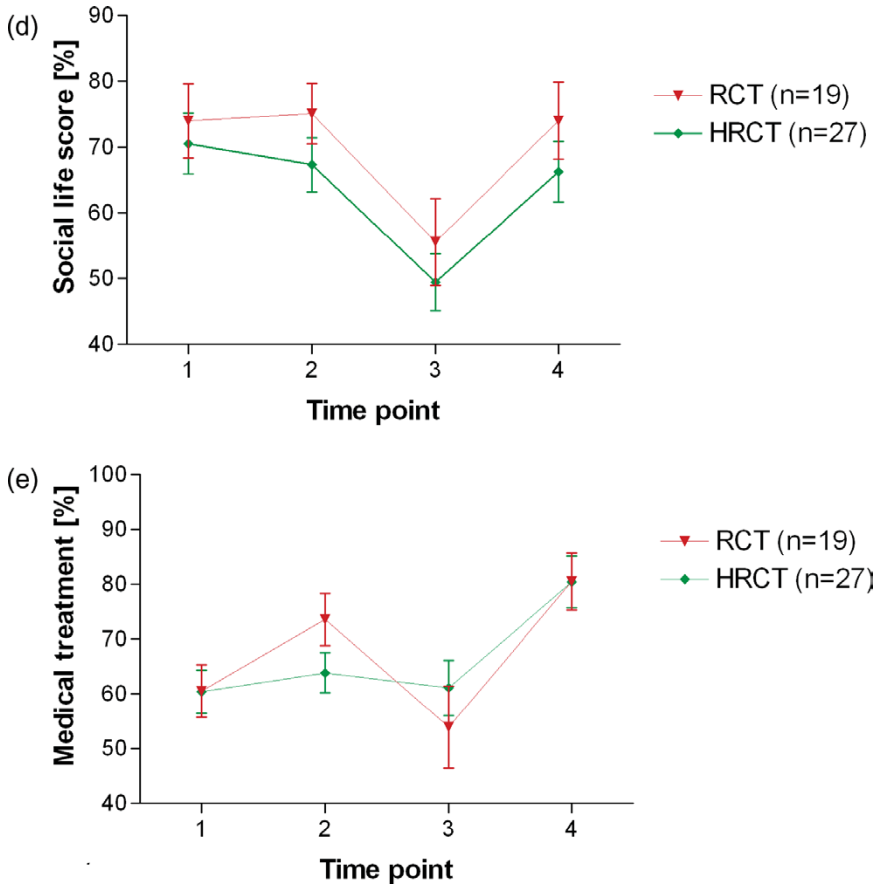 (d)
Social life score [%]
90
80
70
60
50
40
1 2 3 4
Time point
RCT (n=19)
HRCT (n=27)
(e)
Medical treatment [%]
100
90
80
70
60
50
40
1 2 3 4
Time point
RCT (n=19)
HRCT (n=27)